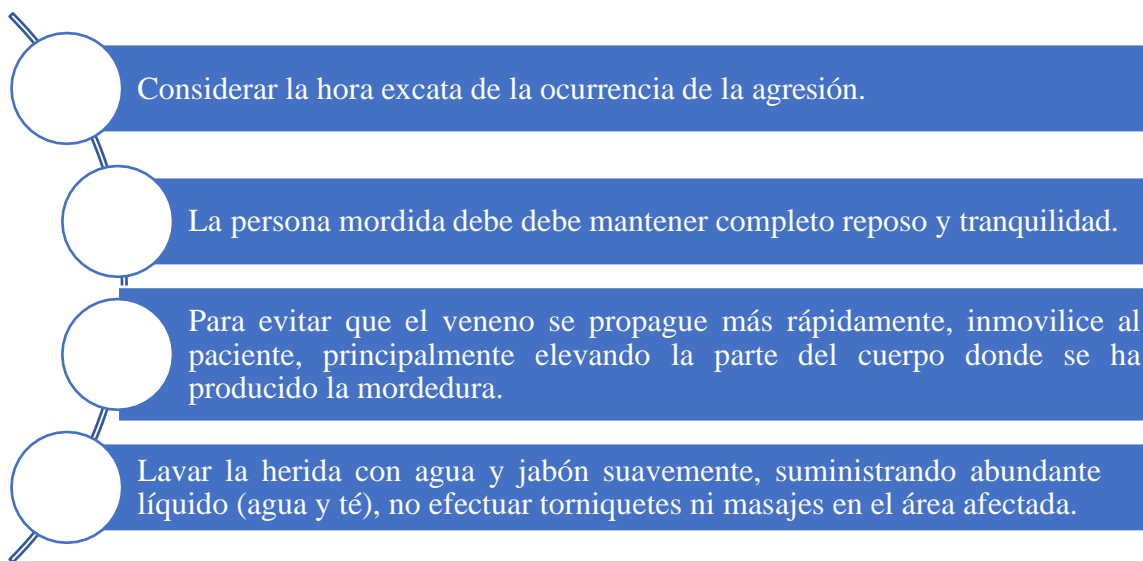 Considerar la hora excata de la ocurrencia de la agresión.
La persona mordida debe debe mantener completo reposo y tranquilidad.
Para evitar que el veneno se propague más rápidamente, inmovilice al
paciente, principalmente elevando la parte del cuerpo donde se ha
producido la mordedura.
Lavar la herida con agua y jabón suavemente, suministrando abundante
líquido (agua y té), no efectuar torniquetes ni masajes en el área afectada.